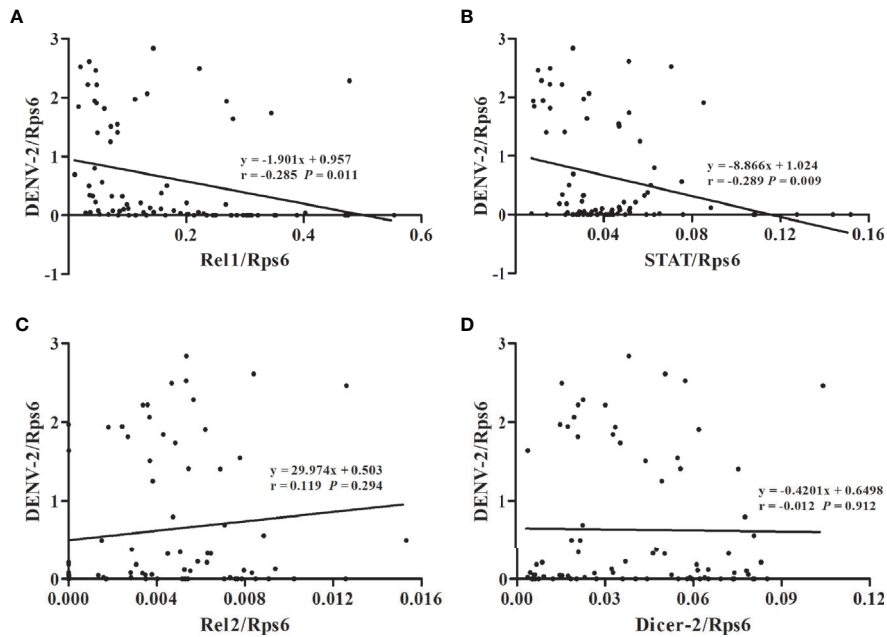 A
3
2
1
0
-1
DENV-2/Rps6
0.2
0.4
0.6
Rel1/Rps6
y = -1.901x + 0.957
r = -0.285 P = 0.011
B
3
2
1
0
-1
DENV-2/Rps6
0.04
0.08
0.12
0.16
STAT/Rps6
y = -8.866x + 1.024
r = -0.289 P = 0.009
C
3
2
1
0
DENV-2/Rps6
0.000
0.004
0.008
0.012
0.016
Rel2/Rps6
y = 29.974x + 0.503
r = 0.119 P = 0.294
D
3
2
1
0
DENV-2/Rps6
0.00
0.03
0.06
0.09
0.12
Dicer-2/Rps6
y = -0.4201x + 0.6498
r = -0.012 P = 0.912